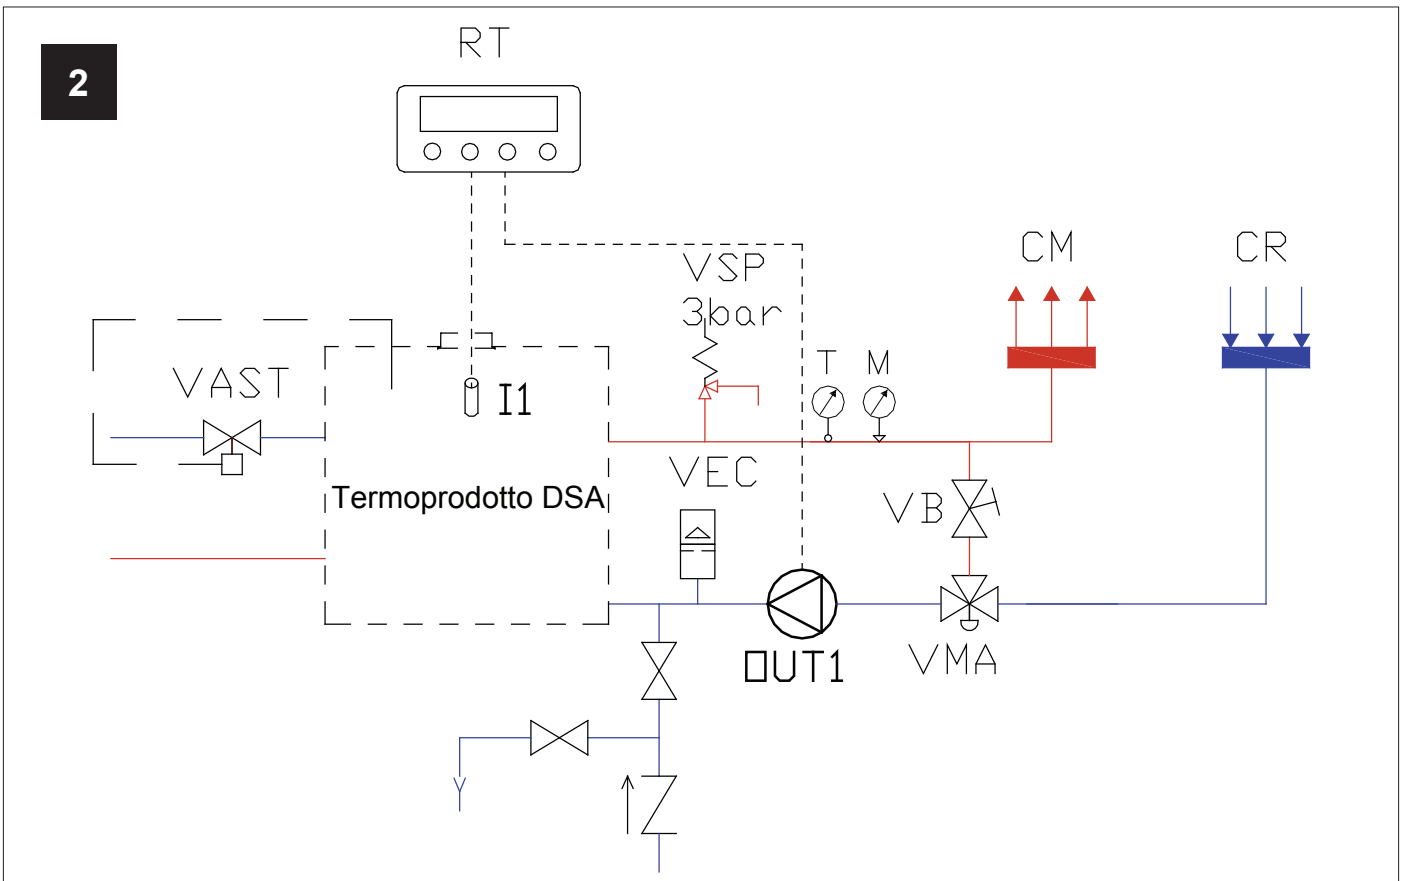 2
RT
VSP
3bar
CM
CR
T
M
VAST
I1
VEC
Termoprodotto DSA
VB
OUT1
VMA